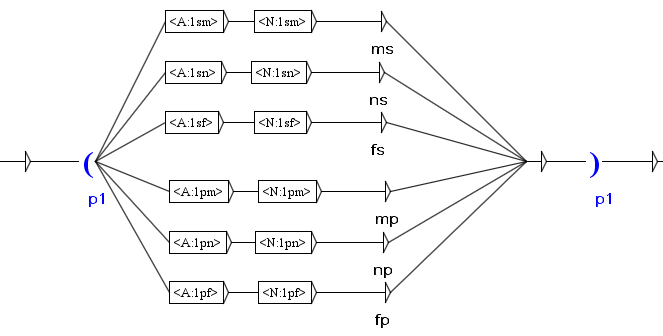 <A:1sm> <N:1sm>
ms
<A:1sn> <N:1sn>
ns
<A:1sf> <N:1sf>
fs
( )
p1 p1
<A:1pm> <N:1pm>
mp
<A:1pn> <N:1pn>
np
<A:1pf> <N:1pf>
fp